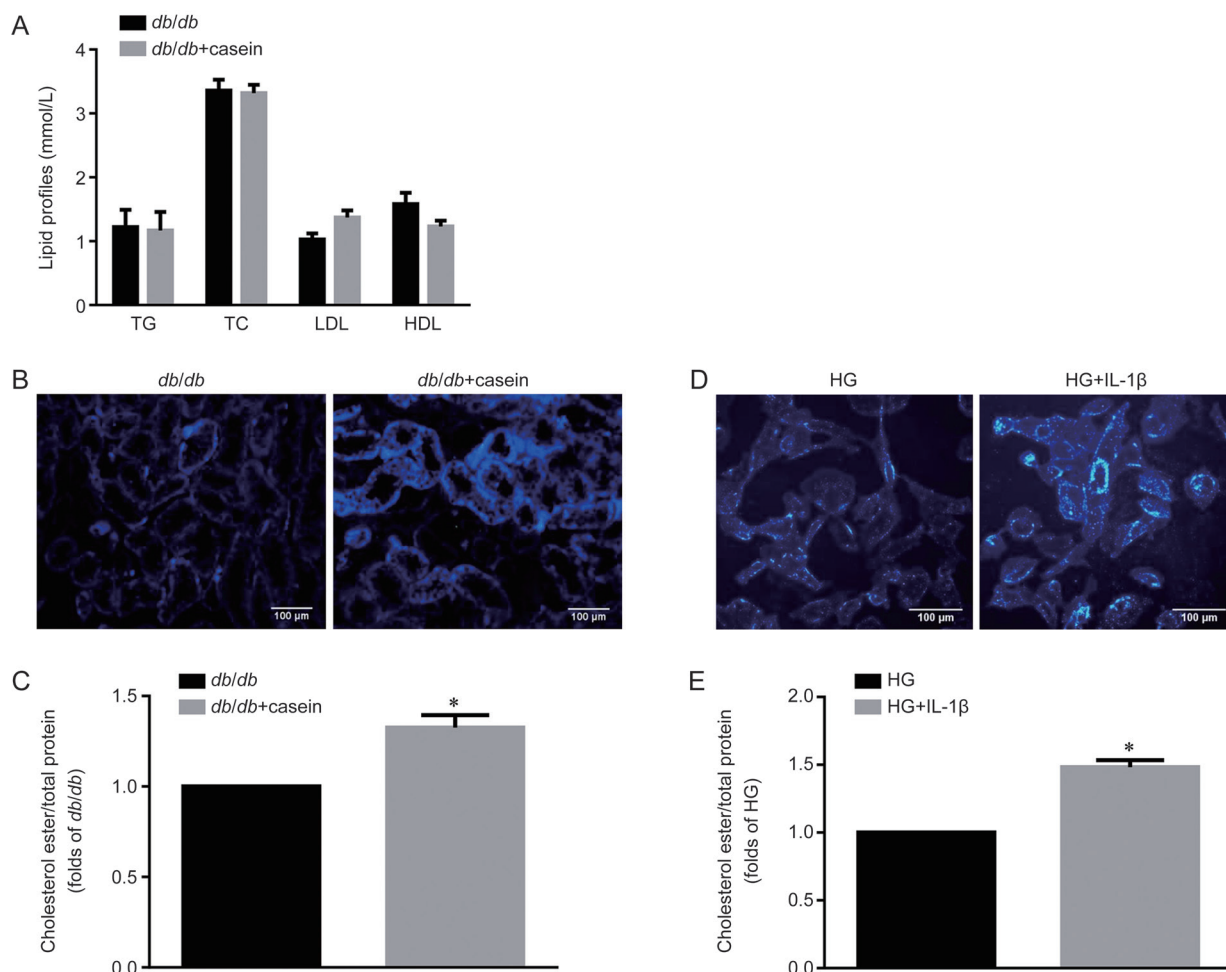 A
db/db
db/db+casein
Lipid profiles (mmol/L)
4
3
2
1
0
TG TC LDL HDL
B
db/db
db/db+casein
100 μm
100 μm
D
HG
HG+IL-1β
100 μm
100 μm
C
db/db
db/db+casein
Cholesterol ester/total protein
(folds of db/db)
1.5
1.0
0.5
0.0
*
E
HG
HG+IL-1β
Cholesterol ester/total protein
(folds of HG)
2.0
1.5
1.0
0.5
0.0
*